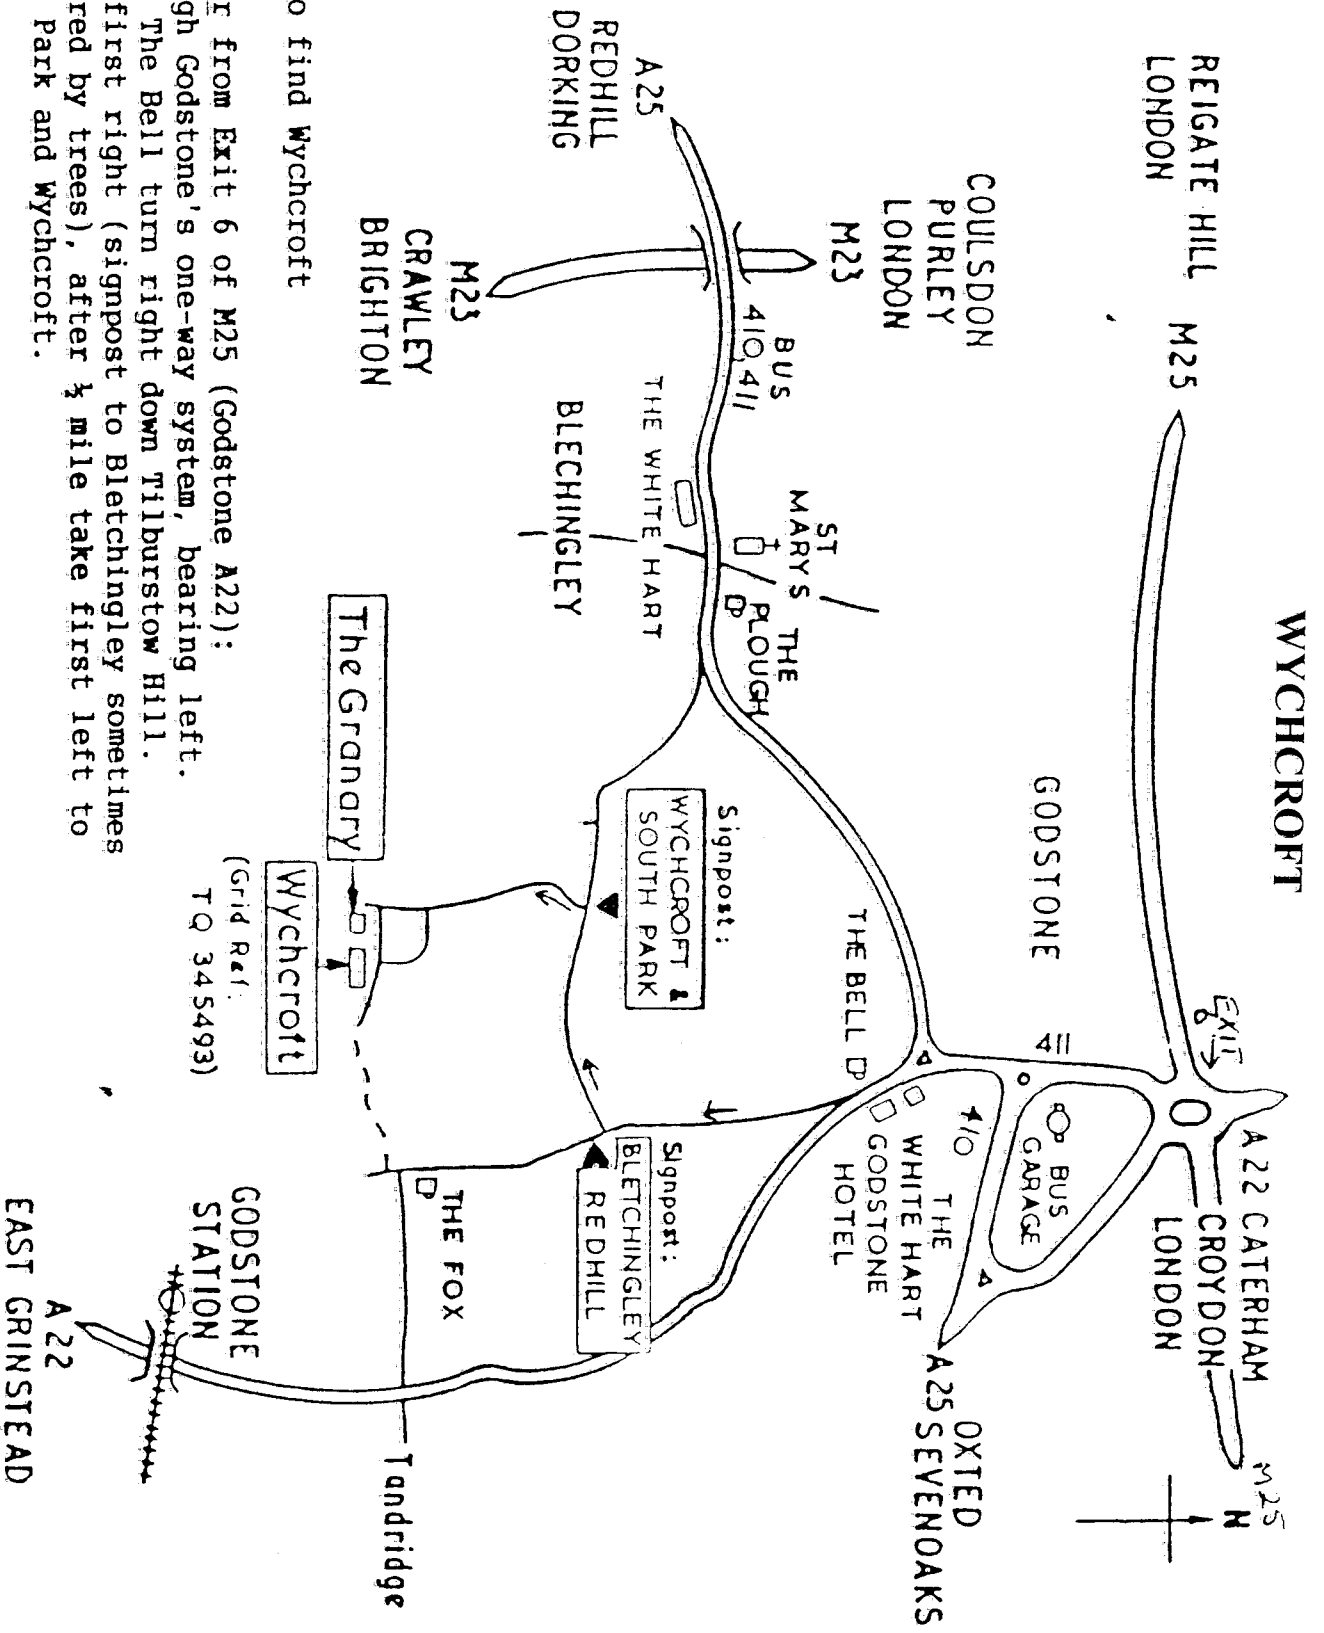 WYCHCROFT
REIGATE HILL
LONDON
M25
EXIT
6
A22 CATERHAM
CROYDON
LONDON
M25
N
GODSTONE
411
BUS
GARAGE
410
OXTED
A25 SEVENOAKS
COULSDON
PURLEY
LONDON
M23
THE BELL
THE
WHITE HART
GODSTONE
HOTEL
BUS
410, 411
ST
MARYS
THE
PLOUGH
A25
REDHILL
DORKING
THE WHITE HART
BLECHINGLEY
Signpost:
WYCHCROFT &
SOUTH PARK
Signpost:
BLETCHINGLEY
REDHILL
M23
CRAWLEY
BRIGHTON
THE FOX
Tandridge
The Granary
Wychcroft
(Grid Ref:
TQ 345493)
GODSTONE
STATION
A22
EAST GRINSTEAD
o find Wychcroft
r from Exit 6 of M25 (Godstone A22):
gh Godstone's one-way system, bearing left.
The Bell turn right down Tilburstow Hill.
first right (signpost to Bletchingley sometimes
red by trees), after ½ mile take first left to
Park and Wychcroft.